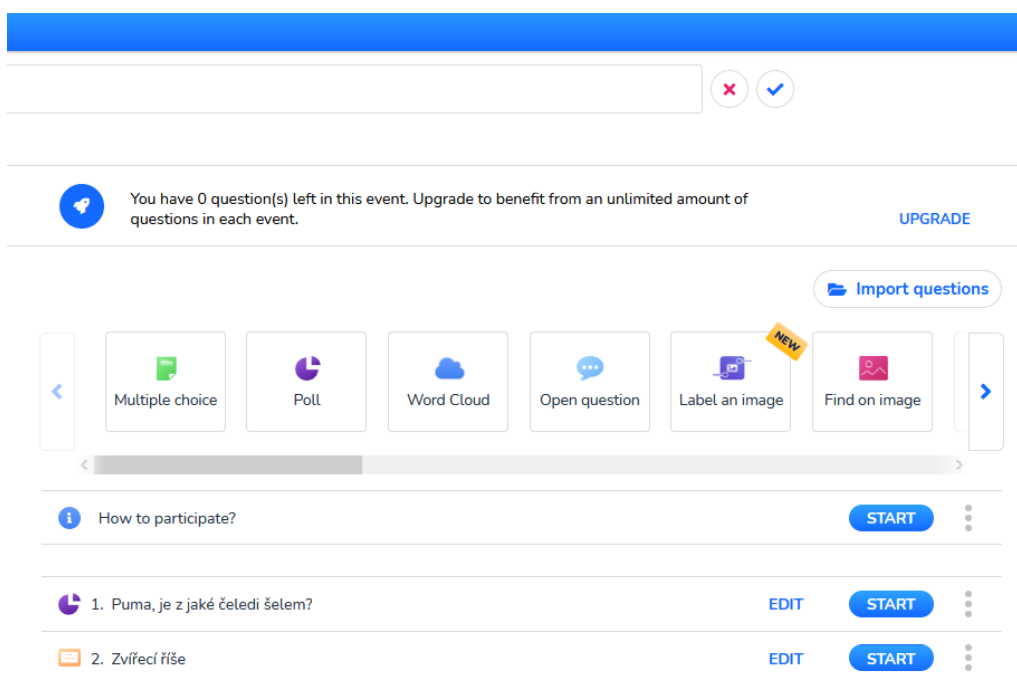 You have 0 question(s) left in this event. Upgrade to benefit from an unlimited amount of
questions in each event.
UPGRADE
Import questions
NEW
Multiple choice
Poll
Word Cloud
Open question
Label an image
Find on image
How to participate?
START
1. Puma, je z jaké čeledi šelem?
EDIT
START
2. Zvířecí říše
EDIT
START